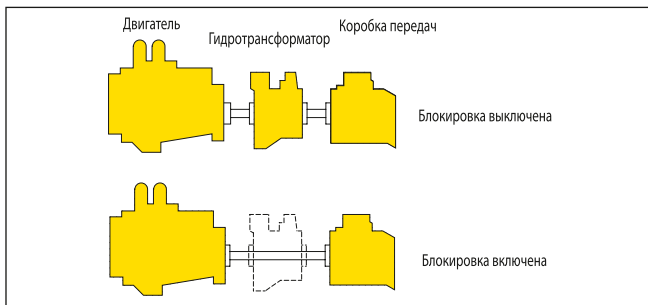 Двигатель
Гидротрансформатор
Коробка передач
Блокировка выключена
Блокировка включена